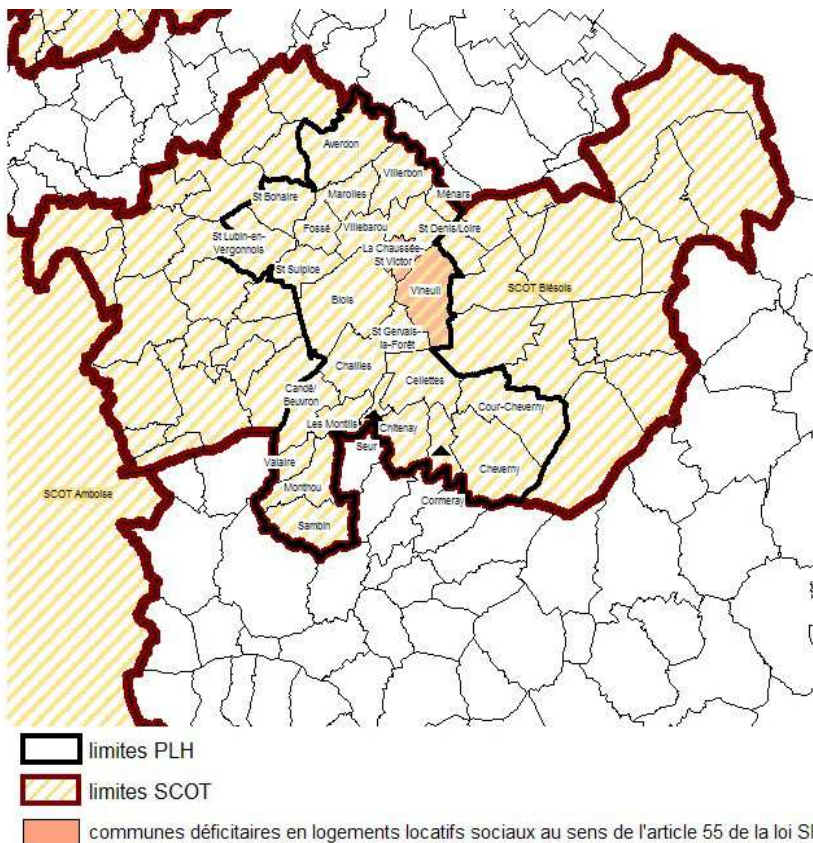 Averdon
Villerbon
St Bohaire
Marolles
Ménars
Fossé
Villebarou
St Denis/Loire
St Lubin-en-
Vergonnois
La Chaussée-
St Victor
St Sulpice
Vineuil
SCOT Blésois
Blois
St Gervais-
la-Forêt
Chailles
Cellettes
Candé/
Beuvron
Cour-Cheverny
Les Montils
Chitenay
Seur
Valaire
Cheverny
Monthou
SCOT Amboise
Cormeray
Sambin
limites PLH
limites SCOT
communes déficitaires en logements locatifs sociaux au sens de l'article 55 de la loi